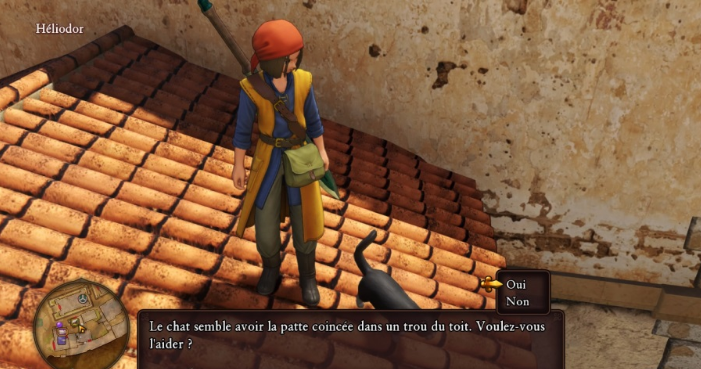 Héliodor
Oui
Non
Le chat semble avoir la patte coincée dans un trou du toit. Voulez-vous
l'aider ?